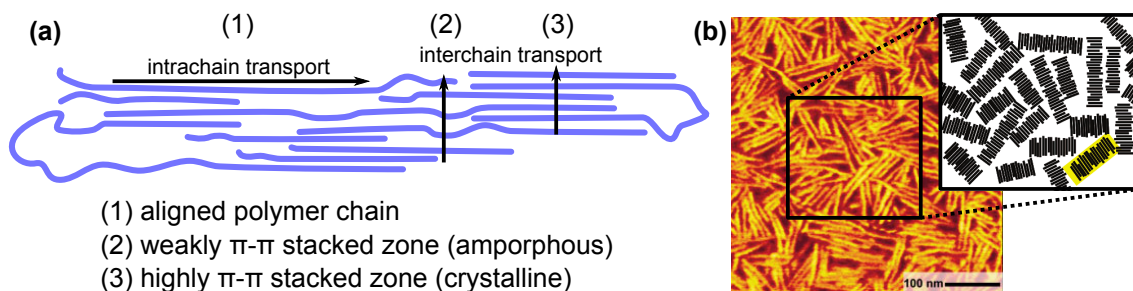 (a)
(1)
(2)
(3)
intrachain transport
interchain transport
(1) aligned polymer chain
(2) weakly π-π stacked zone (amporphous)
(3) highly π-π stacked zone (crystalline)
(b)
100 nm